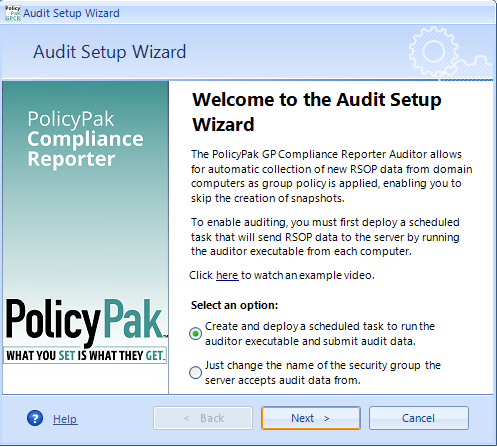 Policy
Pak
GPCR
Audit Setup Wizard
Audit Setup Wizard
PolicyPak
Compliance
Reporter
PolicyPak
WHAT YOU SET IS WHAT THEY GET.
Welcome to the Audit Setup
Wizard
The PolicyPak GP Compliance Reporter Auditor allows
for automatic collection of new RSOP data from domain
computers as group policy is applied, enabling you to
skip the creation of snapshots.
To enable auditing, you must first deploy a scheduled
task that will send RSOP data to the server by running
the auditor executable from each computer.
Click here to watch an example video.
Select an option:
Create and deploy a scheduled task to run the
auditor executable and submit audit data.
Just change the name of the security group the
server accepts audit data from.
? Help
< Back
Next >
Cancel